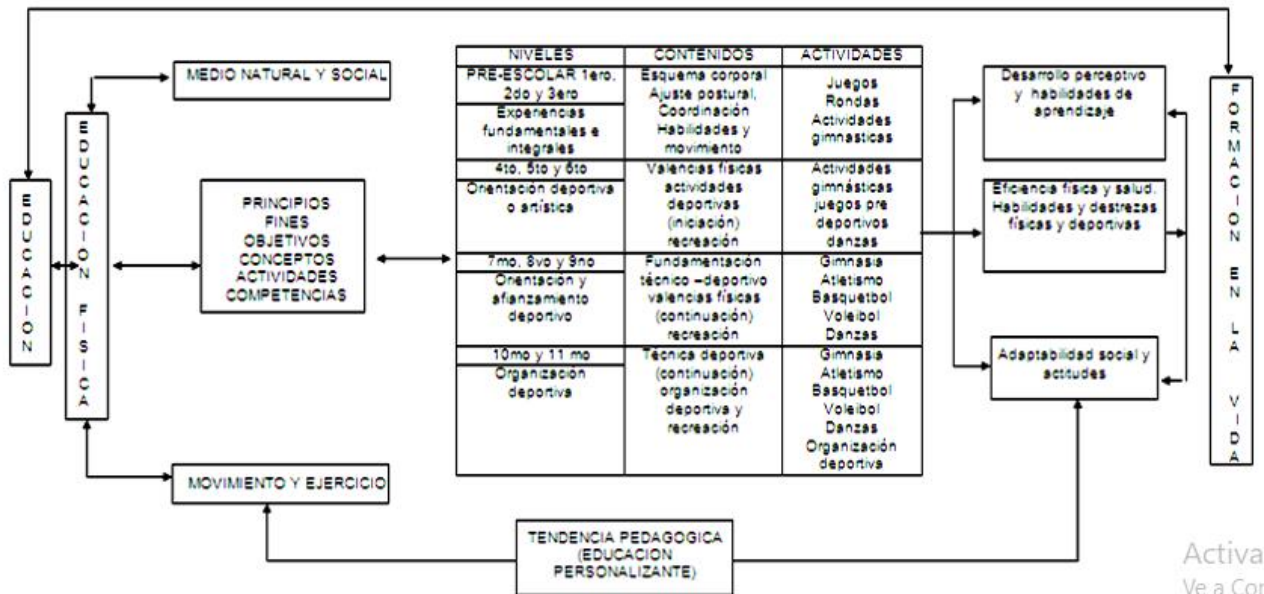 EDUCACION
EDUCACION FISICA
MEDIO NATURAL Y SOCIAL
PRINCIPIOS
FINES
OBJETIVOS
CONCEPTOS
ACTIVIDADES
COMPETENCIAS
MOVIMIENTO Y EJERCICIO
NIVELES
CONTENIDOS
ACTIVIDADES
PRE-ESCOLAR 1ero,
2do y 3ero
Experiencias
fundamentales e
integrales
Esquema corporal
Ajuste postural,
Coordinación
Habilidades y
movimiento
Juegos
Rondas
Actividades
gimnasticas
4to, 5to y 6to
Orientación deportiva
o artística
Valencias físicas
actividades
deportivas
(iniciación)
recreación
Actividades
gimnásticas
juegos pre
deportivos
danzas
7mo, 8vo y 9no
Orientación y
afianzamiento
deportivo
Fundamentación
técnico –deportivo
valencias físicas
(continuación)
recreación
Gimnasia
Atletismo
Basquetbol
Voleibol
Danzas
10mo y 11 mo
Organización
deportiva
Técnica deportiva
(continuación)
organización
deportiva y
recreación
Gimnasia
Atletismo
Basquetbol
Voleibol
Danzas
Organización
deportiva
Desarrollo perceptivo
y habilidades de
aprendizaje
Eficiencia física y salud.
Habilidades y destrezas
físicas y deportivas
Adaptabilidad social y
actitudes
FORMACION EN LA VIDA
TENDENCIA PEDAGOGICA
(EDUCACION
PERSONALIZANTE)
Activa
Ve a Con